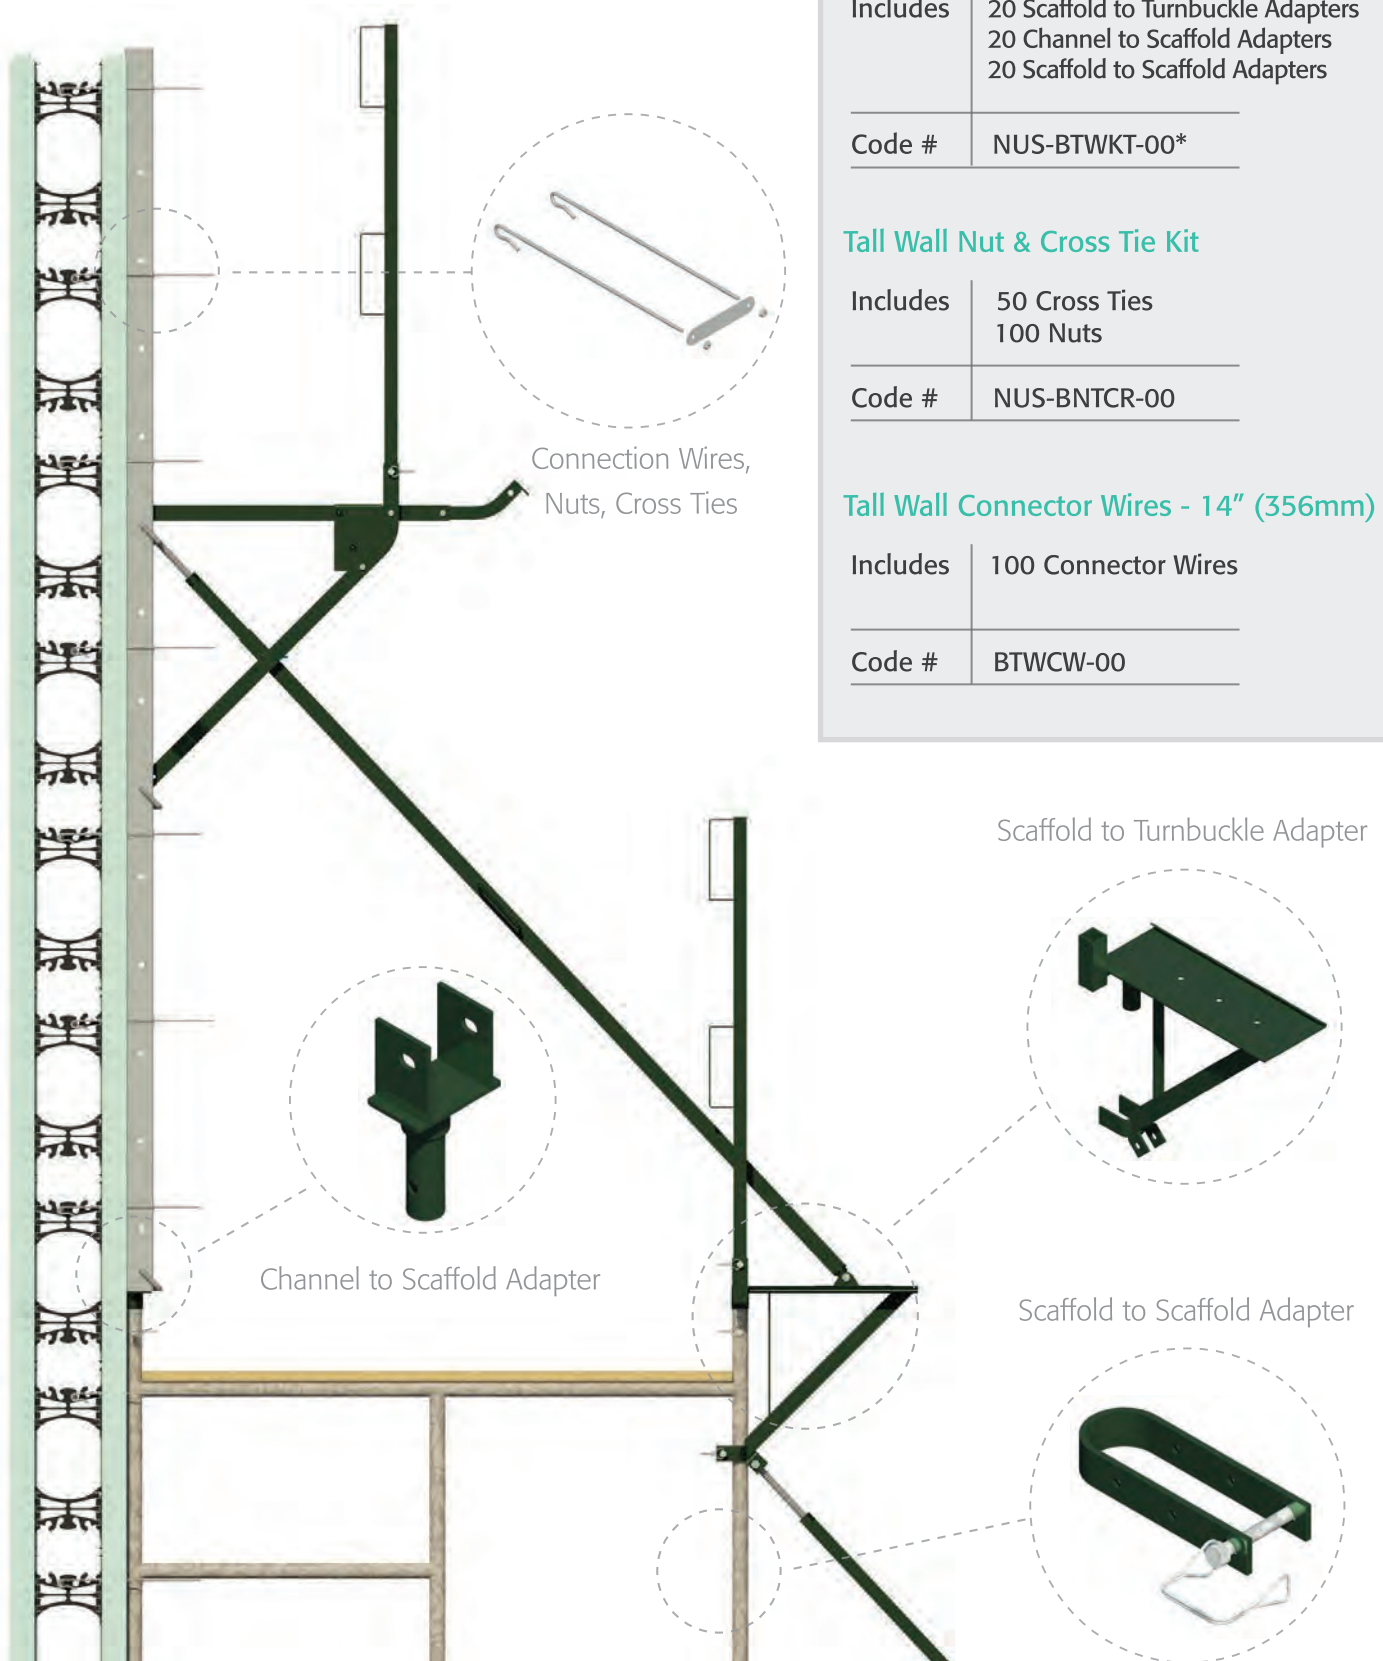 Includes 20 Scaffold to Turnbuckle Adapters
20 Channel to Scaffold Adapters
20 Scaffold to Scaffold Adapters
Code # NUS-BTWKT-00*
Tall Wall Nut & Cross Tie Kit
Includes 50 Cross Ties
100 Nuts
Code # NUS-BNTCR-00
Tall Wall Connector Wires - 14” (356mm)
Includes 100 Connector Wires
Code # BTWCW-00
Connection Wires,
Nuts, Cross Ties
Scaffold to Turnbuckle Adapter
Channel to Scaffold Adapter
Scaffold to Scaffold Adapter